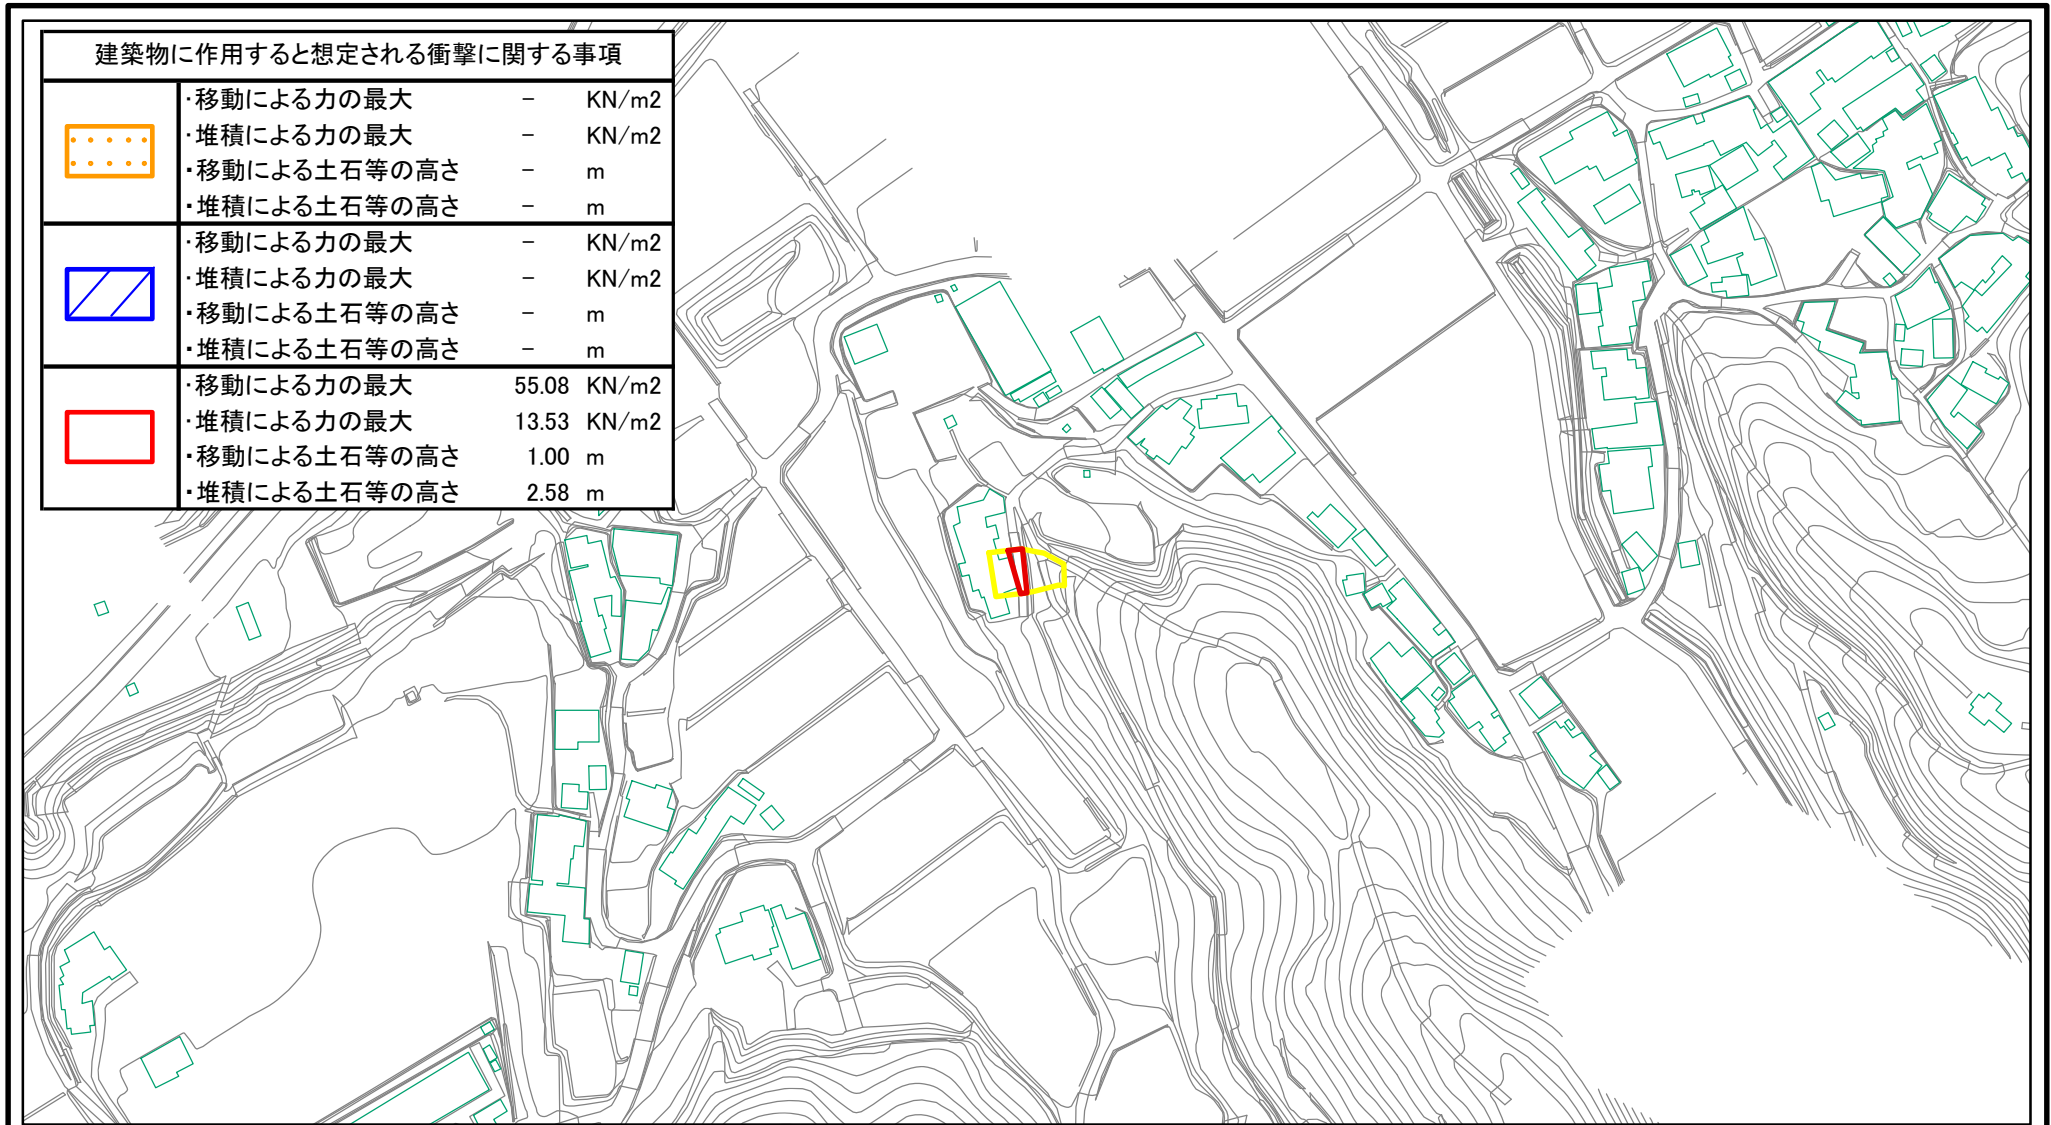 建築物に作用すると想定される衝撃に関する事項
・移動による力の最大 － KN/m2
・堆積による力の最大 － KN/m2
・移動による土石等の高さ － m
・堆積による土石等の高さ － m
・移動による力の最大 － KN/m2
・堆積による力の最大 － KN/m2
・移動による土石等の高さ － m
・堆積による土石等の高さ － m
・移動による力の最大 55.08 KN/m2
・堆積による力の最大 13.53 KN/m2
・移動による土石等の高さ 1.00 m
・堆積による土石等の高さ 2.58 m